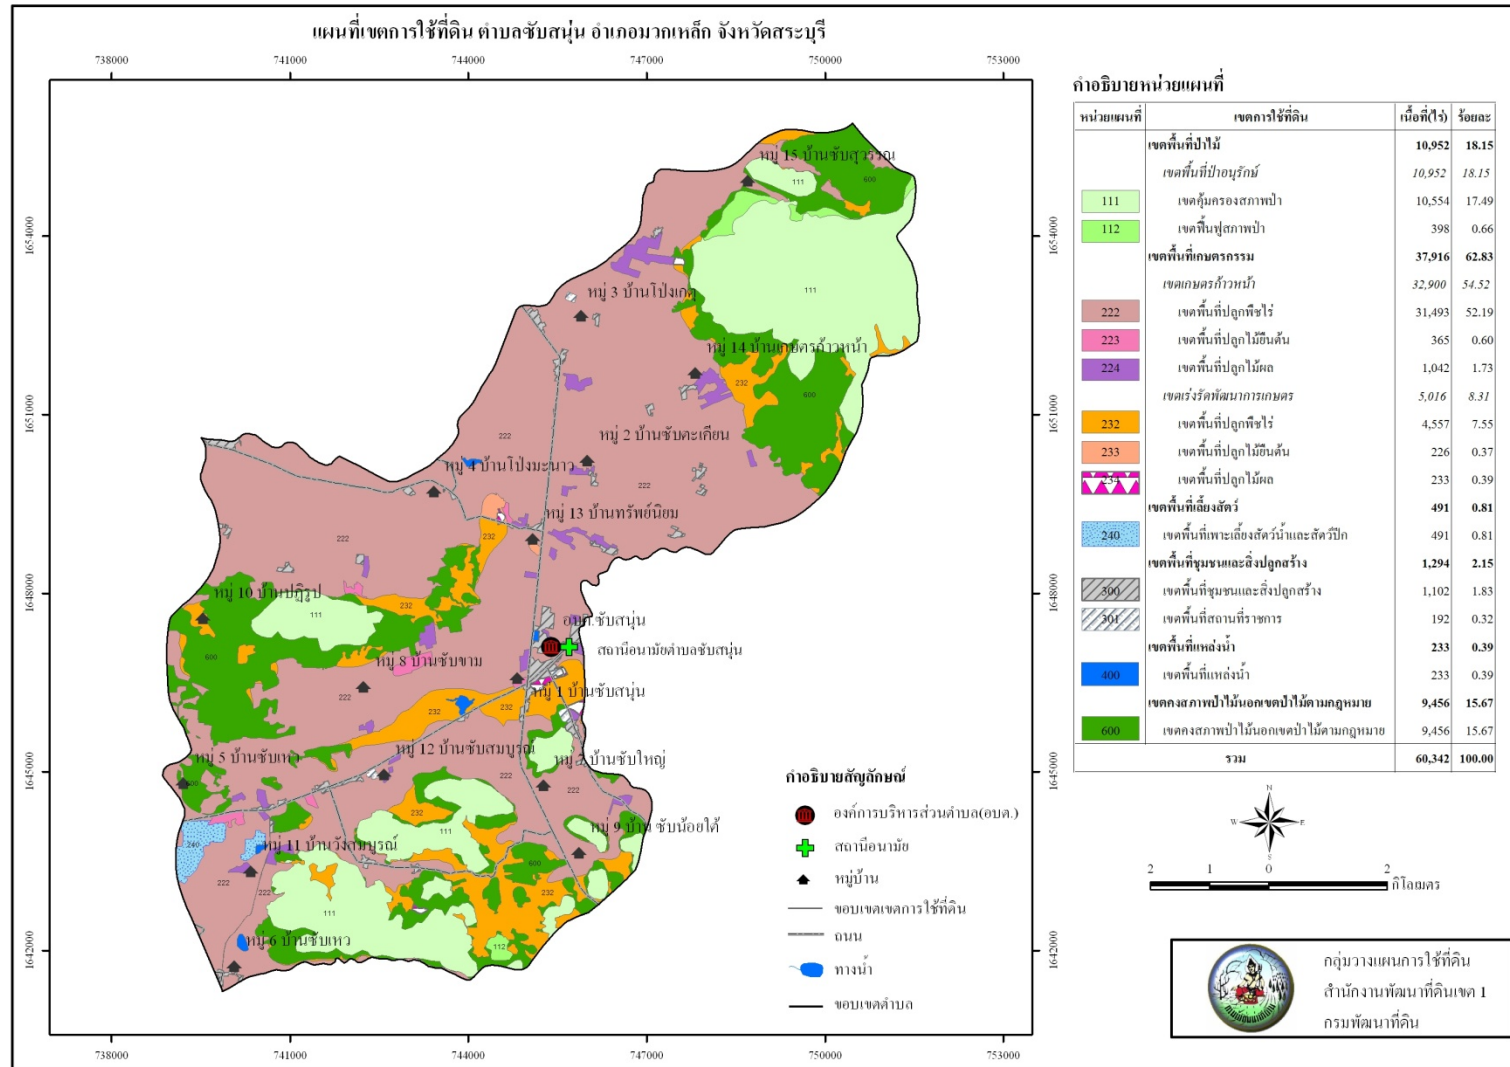 แผนที่เขตการใช้ที่ดิน ตำบลซับสนุ่น อำเภอมวกเหล็ก จังหวัดสระบุรี
738000 741000 744000 747000 750000 753000
คำอธิบายหน่วยแผนที่
หน่วยแผนที่ เขตการใช้ที่ดิน เนื้อที่(ไร่) ร้อยละ
เขตพื้นที่ป่าไม้ 10,952 18.15
เขตพื้นที่ป่าอนุรักษ์ 10,952 18.15
111 เขตคุ้มครองสภาพป่า 10,554 17.49
112 เขตฟื้นฟูสภาพป่า 398 0.66
เขตพื้นที่เกษตรกรรม 37,916 62.83
เขตเกษตรก้าวหน้า 32,900 54.52
222 เขตพื้นที่ปลูกพืชไร่ 31,493 52.19
223 เขตพื้นที่ปลูกไม้ยืนต้น 365 0.60
224 เขตพื้นที่ปลูกไม้ผล 1,042 1.73
เขตเร่งรัดพัฒนาการเกษตร 5,016 8.31
232 เขตพื้นที่ปลูกพืชไร่ 4,557 7.55
233 เขตพื้นที่ปลูกไม้ยืนต้น 226 0.37
234 เขตพื้นที่ปลูกไม้ผล 233 0.39
เขตพื้นที่เลี้ยงสัตว์ 491 0.81
240 เขตพื้นที่เพาะเลี้ยงสัตว์น้ำและสัตว์ปีก 491 0.81
เขตพื้นที่ชุมชนและสิ่งปลูกสร้าง 1,294 2.15
300 เขตพื้นที่ชุมชนและสิ่งปลูกสร้าง 1,102 1.83
301 เขตพื้นที่สถานที่ราชการ 192 0.32
เขตพื้นที่แหล่งน้ำ 233 0.39
400 เขตพื้นที่แหล่งน้ำ 233 0.39
เขตคงสภาพป่าไม้นอกเขตป่าไม้ตามกฎหมาย 9,456 15.67
600 เขตคงสภาพป่าไม้นอกเขตป่าไม้ตามกฎหมาย 9,456 15.67
รวม 60,342 100.00
1654000
1651000
1648000
1645000
1642000
1654000
1651000
1648000
1645000
1642000
หมู่ 15 บ้านซับสุวรรณ
111
600
111
หมู่ 3 บ้านโป่งเกตุ
หมู่ 14 บ้านเกษตรก้าวหน้า
232
600
222
หมู่ 2 บ้านซับตะเคียน
หมู่ 4 บ้านโป่งมะนาว
222
หมู่ 13 บ้านทรัพย์นิยม
232
222
หมู่ 10 บ้านปฏิรูป
111
232
อบต.ซับสนุ่น
สถานีอนามัยตำบลซับสนุ่น
600
หมู่ 8 บ้านซับขาม
222
หมู่ 1 บ้านซับสนุ่น
232
232
หมู่ 12 บ้านซับสมบูรณ์
หมู่ 5 บ้านซับเหว
600
222
หมู่ 7 บ้านซับใหญ่
222
232
111
หมู่ 9 บ้าน ซับน้อยใต้
240
หมู่ 11 บ้านวังสมบูรณ์
600
222
222
232
111
หมู่ 6 บ้านซับเหว
112
คำอธิบายสัญลักษณ์
องค์การบริหารส่วนตำบล(อบต.)
สถานีอนามัย
หมู่บ้าน
ขอบเขตเขตการใช้ที่ดิน
ถนน
ทางน้ำ
ขอบเขตตำบล
N
W E
S
2 1 0 2
กิโลเมตร
กลุ่มวางแผนการใช้ที่ดิน
สำนักงานพัฒนาที่ดินเขต 1
กรมพัฒนาที่ดิน
738000 741000 744000 747000 750000 753000